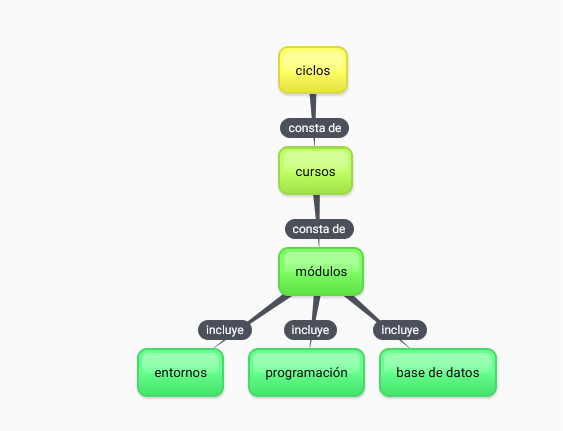 ciclos
consta de
cursos
consta de
módulos
incluye incluye incluye
entornos programación base de datos